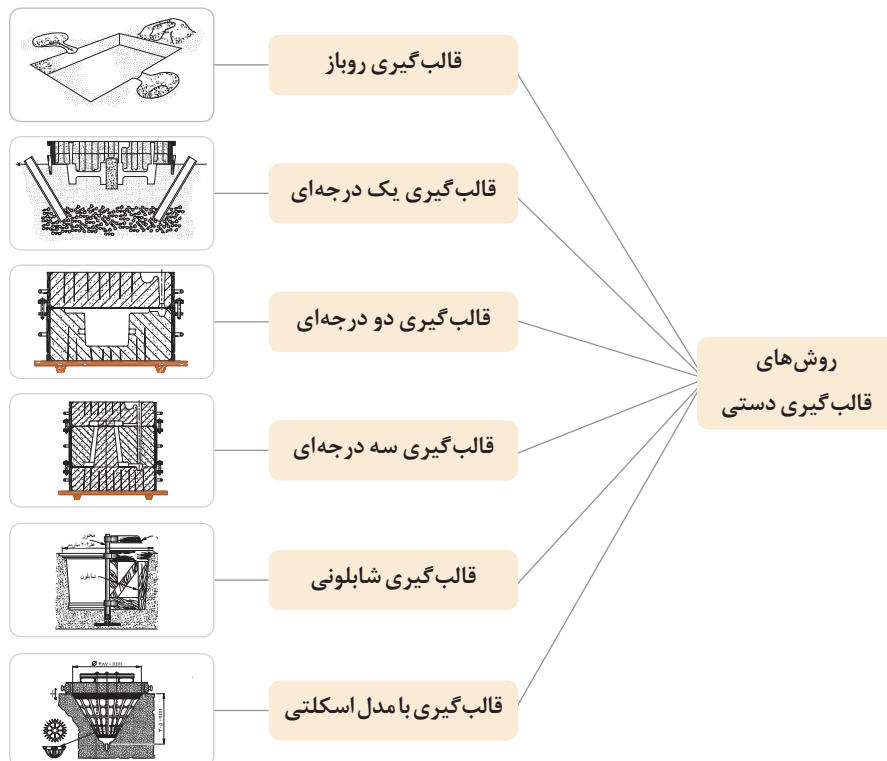 روش‌های
قالب‌گیری دستی
قالب‌گیری روباز
قالب‌گیری یک درجه‌ای
قالب‌گیری دو درجه‌ای
قالب‌گیری سه درجه‌ای
قالب‌گیری شابلونی
محور
شابلون
قالب‌گیری با مدل اسکلتی